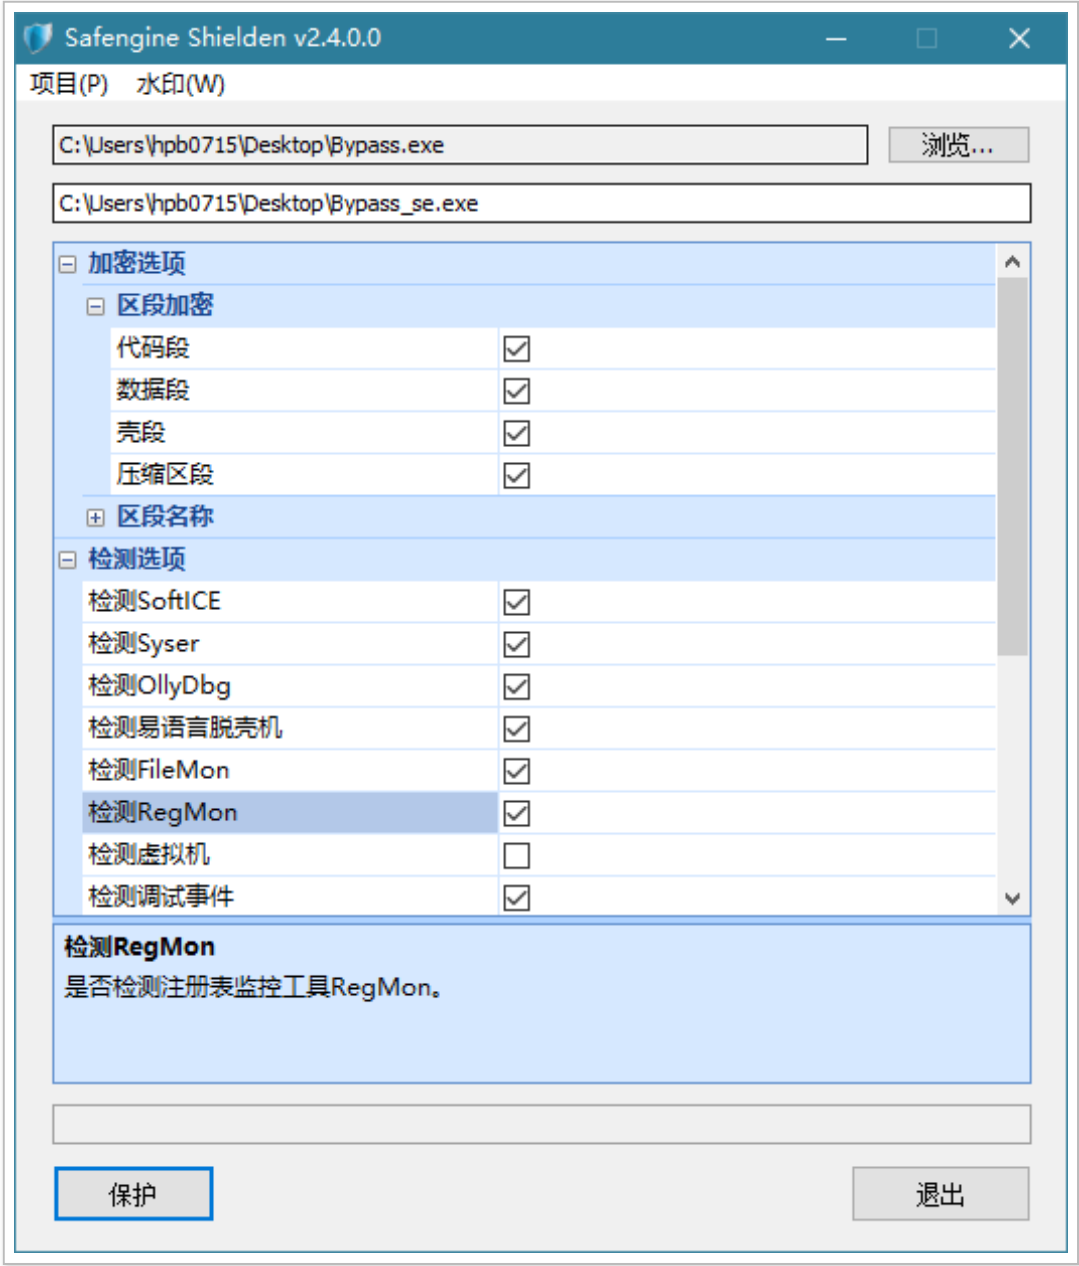 Safengine Shielden v2.4.0.0
项目(P) 水印(W)
C:\Users\hpb0715\Desktop\Bypass.exe 浏览...
C:\Users\hpb0715\Desktop\Bypass_se.exe
加密选项
区段加密
代码段
数据段
壳段
压缩区段
区段名称
检测选项
检测SoftICE
检测Syser
检测OllyDbg
检测易语言脱壳机
检测FileMon
检测RegMon
检测虚拟机
检测调试事件
检测RegMon
是否检测注册表监控工具RegMon。
保护 退出